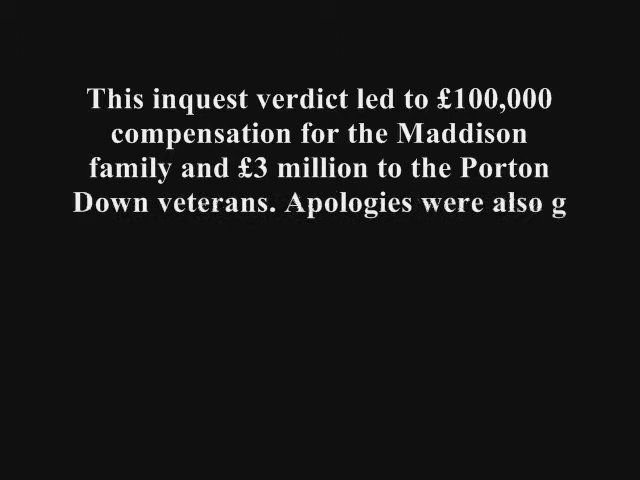 This inquest verdict led to £100,000
compensation for the Maddison
family and £3 million to the Porton
Down veterans. Apologies were also g